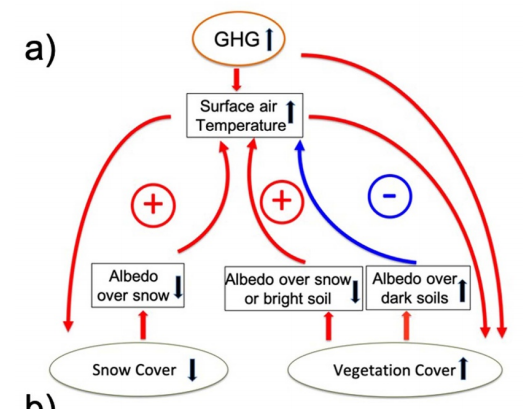 a)
GHG
Surface air
Temperature
+
+
-
Albedo
over snow
Albedo over snow
or bright soil
Albedo over
dark soils
Snow Cover
Vegetation Cover
b)